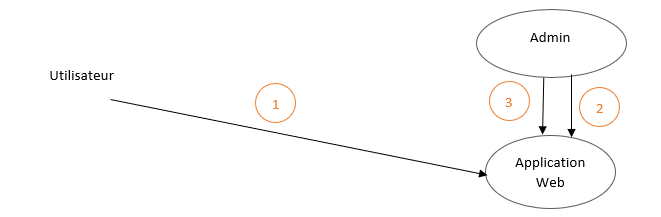 Admin
Utilisateur
1
3
2
Application
Web